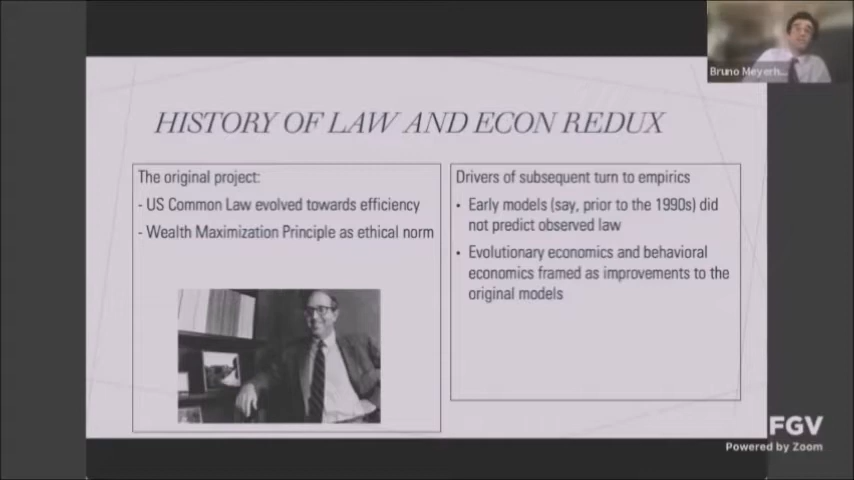 Bruno Meyerh...
HISTORY OF LAW AND ECON REDUX
The original project:
- US Common Law evolved towards efficiency
- Wealth Maximization Principle as ethical norm
Drivers of subsequent turn to empirics
• Early models (say, prior to the 1990s) did
not predict observed law
• Evolutionary economics and behavioral
economics framed as improvements to the
original models
FGV
Powered by Zoom